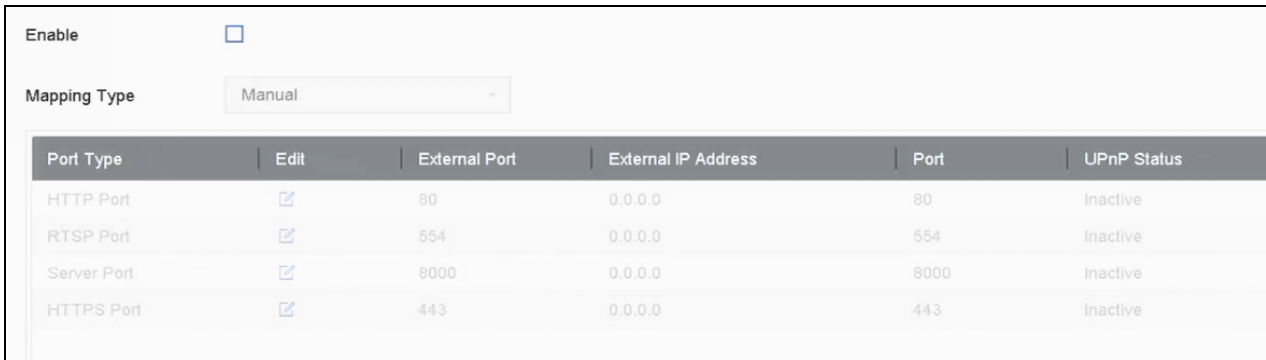 Enable
Mapping Type Manual
Port Type Edit External Port External IP Address Port UPnP Status
HTTP Port 80 0.0.0.0 80 Inactive
RTSP Port 554 0.0.0.0 554 Inactive
Server Port 8000 0.0.0.0 8000 Inactive
HTTPS Port 443 0.0.0.0 443 Inactive